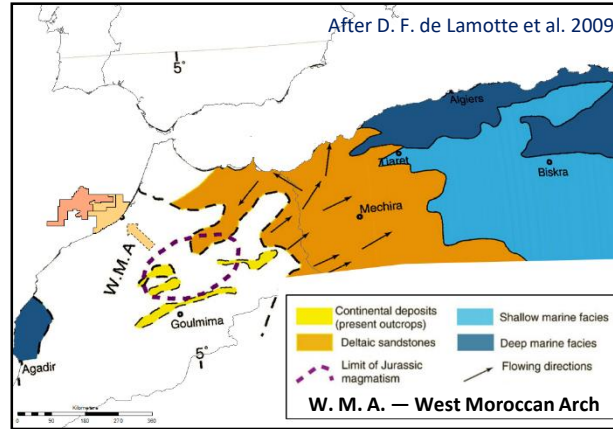 After D. F. de Lamotte et al. 2009
5°
Algiers
Tiaret
Biskra
Mechira
W. M. A
Goulmima
Agadir
5°
Kilometers
0 90 180 270 360
Continental deposits
(present outcrops)
Deltaic sandstones
Limit of Jurassic
magmatism
Shallow marine facies
Deep marine facies
Flowing directions
W. M. A. — West Moroccan Arch